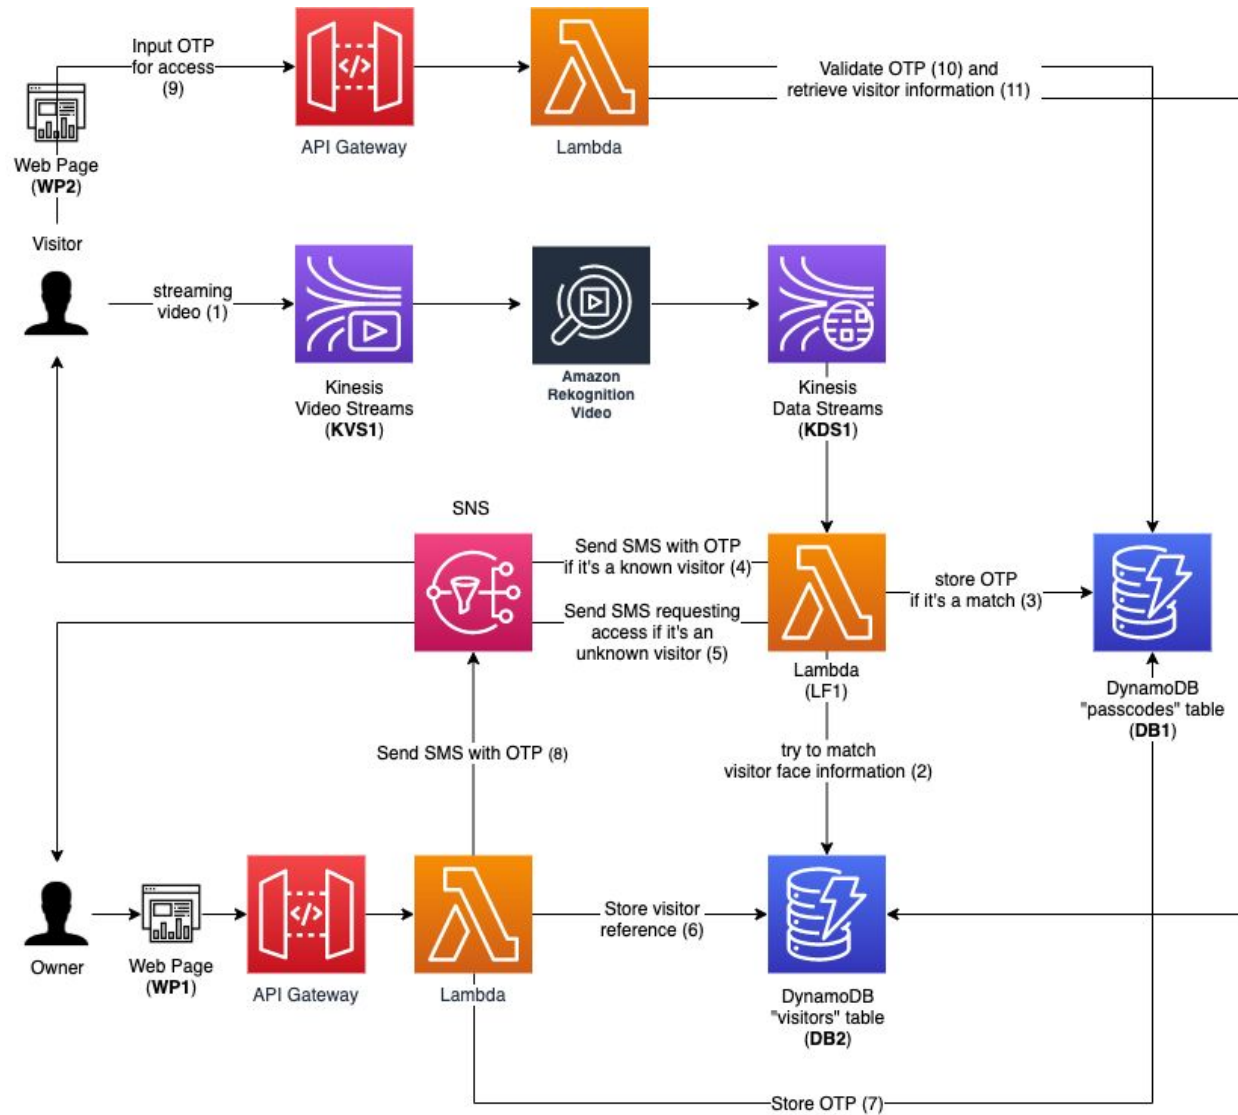 Input OTP
for access
(9)
Validate OTP (10) and
retrieve visitor information (11)
API Gateway
Lambda
Web Page
(WP2)
Visitor
streaming
video (1)
Kinesis
Video Streams
(KVS1)
Amazon
Rekognition
Video
Kinesis
Data Streams
(KDS1)
SNS
Send SMS with OTP
if it's a known visitor (4)
Send SMS requesting
access if it's an
unknown visitor (5)
store OTP
if it's a match (3)
Lambda
(LF1)
DynamoDB
"passcodes" table
(DB1)
Send SMS with OTP (8)
try to match
visitor face information (2)
Store visitor
reference (6)
Owner
Web Page
(WP1)
API Gateway
Lambda
DynamoDB
"visitors" table
(DB2)
Store OTP (7)